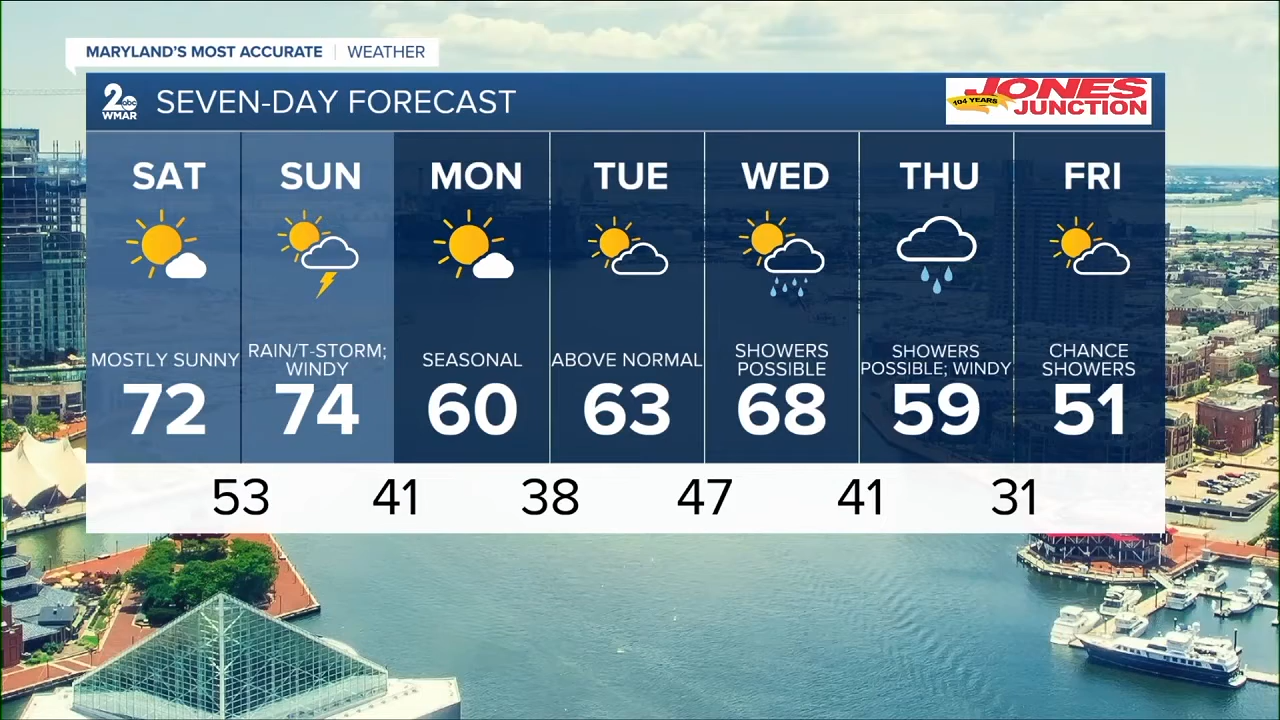 MARYLAND'S MOST ACCURATE | WEATHER
2 abc
WMAR
SEVEN-DAY FORECAST
JONES
104 YEARS
JUNCTION
SAT SUN MON TUE WED THU FRI
MOSTLY SUNNY
RAIN/T-STORM;
WINDY
SEASONAL
ABOVE NORMAL
SHOWERS
POSSIBLE
SHOWERS
POSSIBLE; WINDY
CHANCE
SHOWERS
72 74 60 63 68 59 51
53 41 38 47 41 31